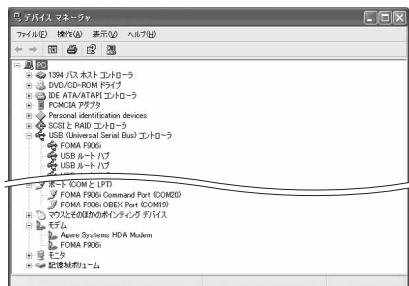 デバイス マネージャ
ファイル(F) 操作(A) 表示(V) ヘルプ(H)
PC
1394 バス ホスト コントローラ
DVD/CD-ROM ドライブ
IDE ATA/ATAPI コントローラ
PCMCIA アダプタ
Personal identification devices
SCSI と RAID コントローラ
USB (Universal Serial Bus) コントローラ
FOMA F906i
USB ルート ハブ
USB ルート ハブ
ポート (COM と LPT)
FOMA F906i Command Port (COM20)
FOMA F906i OBEX Port (COM19)
マウスとそのほかのポインティング デバイス
モデム
Agere Systems HDA Modem
FOMA F906i
モニタ
記憶域ボリューム